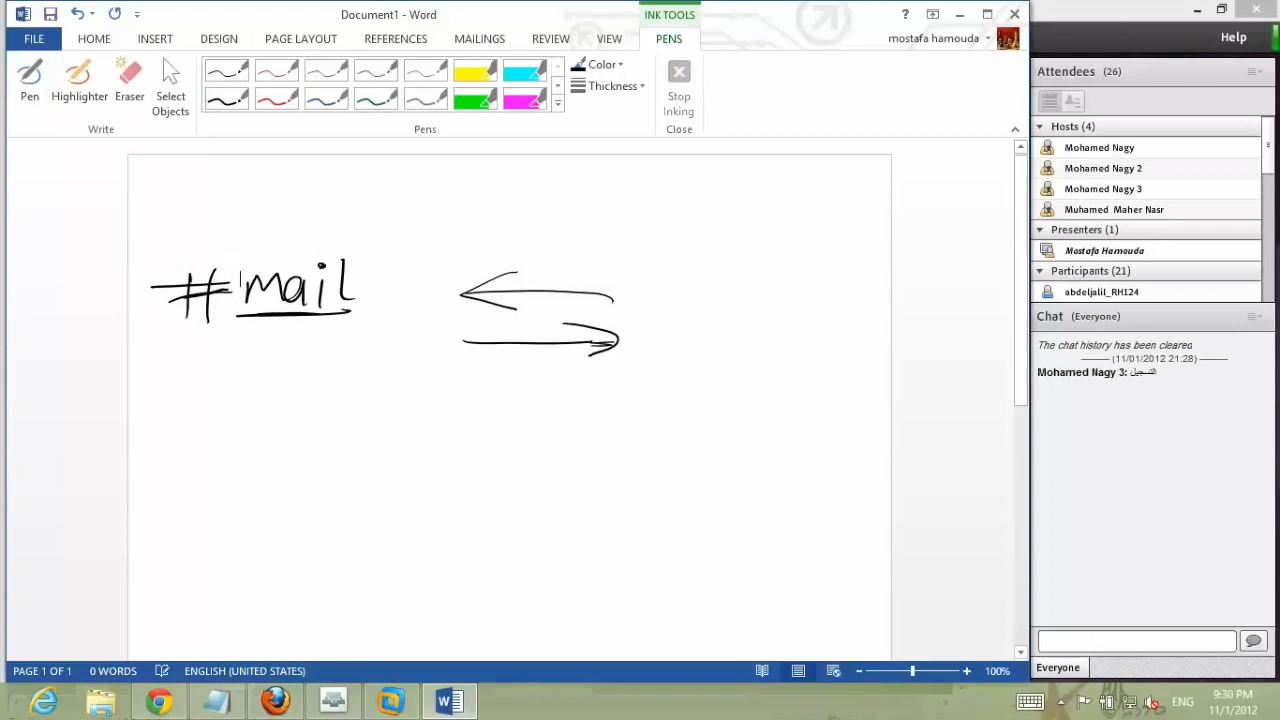 Document1 - Word
INK TOOLS
?
FILE
HOME
INSERT
DESIGN
PAGE LAYOUT
REFERENCES
MAILINGS
REVIEW
VIEW
PENS
mostafa hamouda
Help
Pen
Highlighter
Eraser
Select Objects
Color
Thickness
Stop Inking
Write
Pens
Close
Attendees (26)
Hosts (4)
Mohamed Nagy
Mohamed Nagy 2
Mohamed Nagy 3
Muhamed Maher Nasr
Presenters (1)
Mostafa Hamouda
Participants (21)
abdeljalil_RH124
Chat (Everyone)
The chat history has been cleared
(11/01/2012 21:28)
Mohamed Nagy 3: التسجيل
# mail
Everyone
PAGE 1 OF 1
0 WORDS
ENGLISH (UNITED STATES)
100%
ENG
9:30 PM
11/1/2012